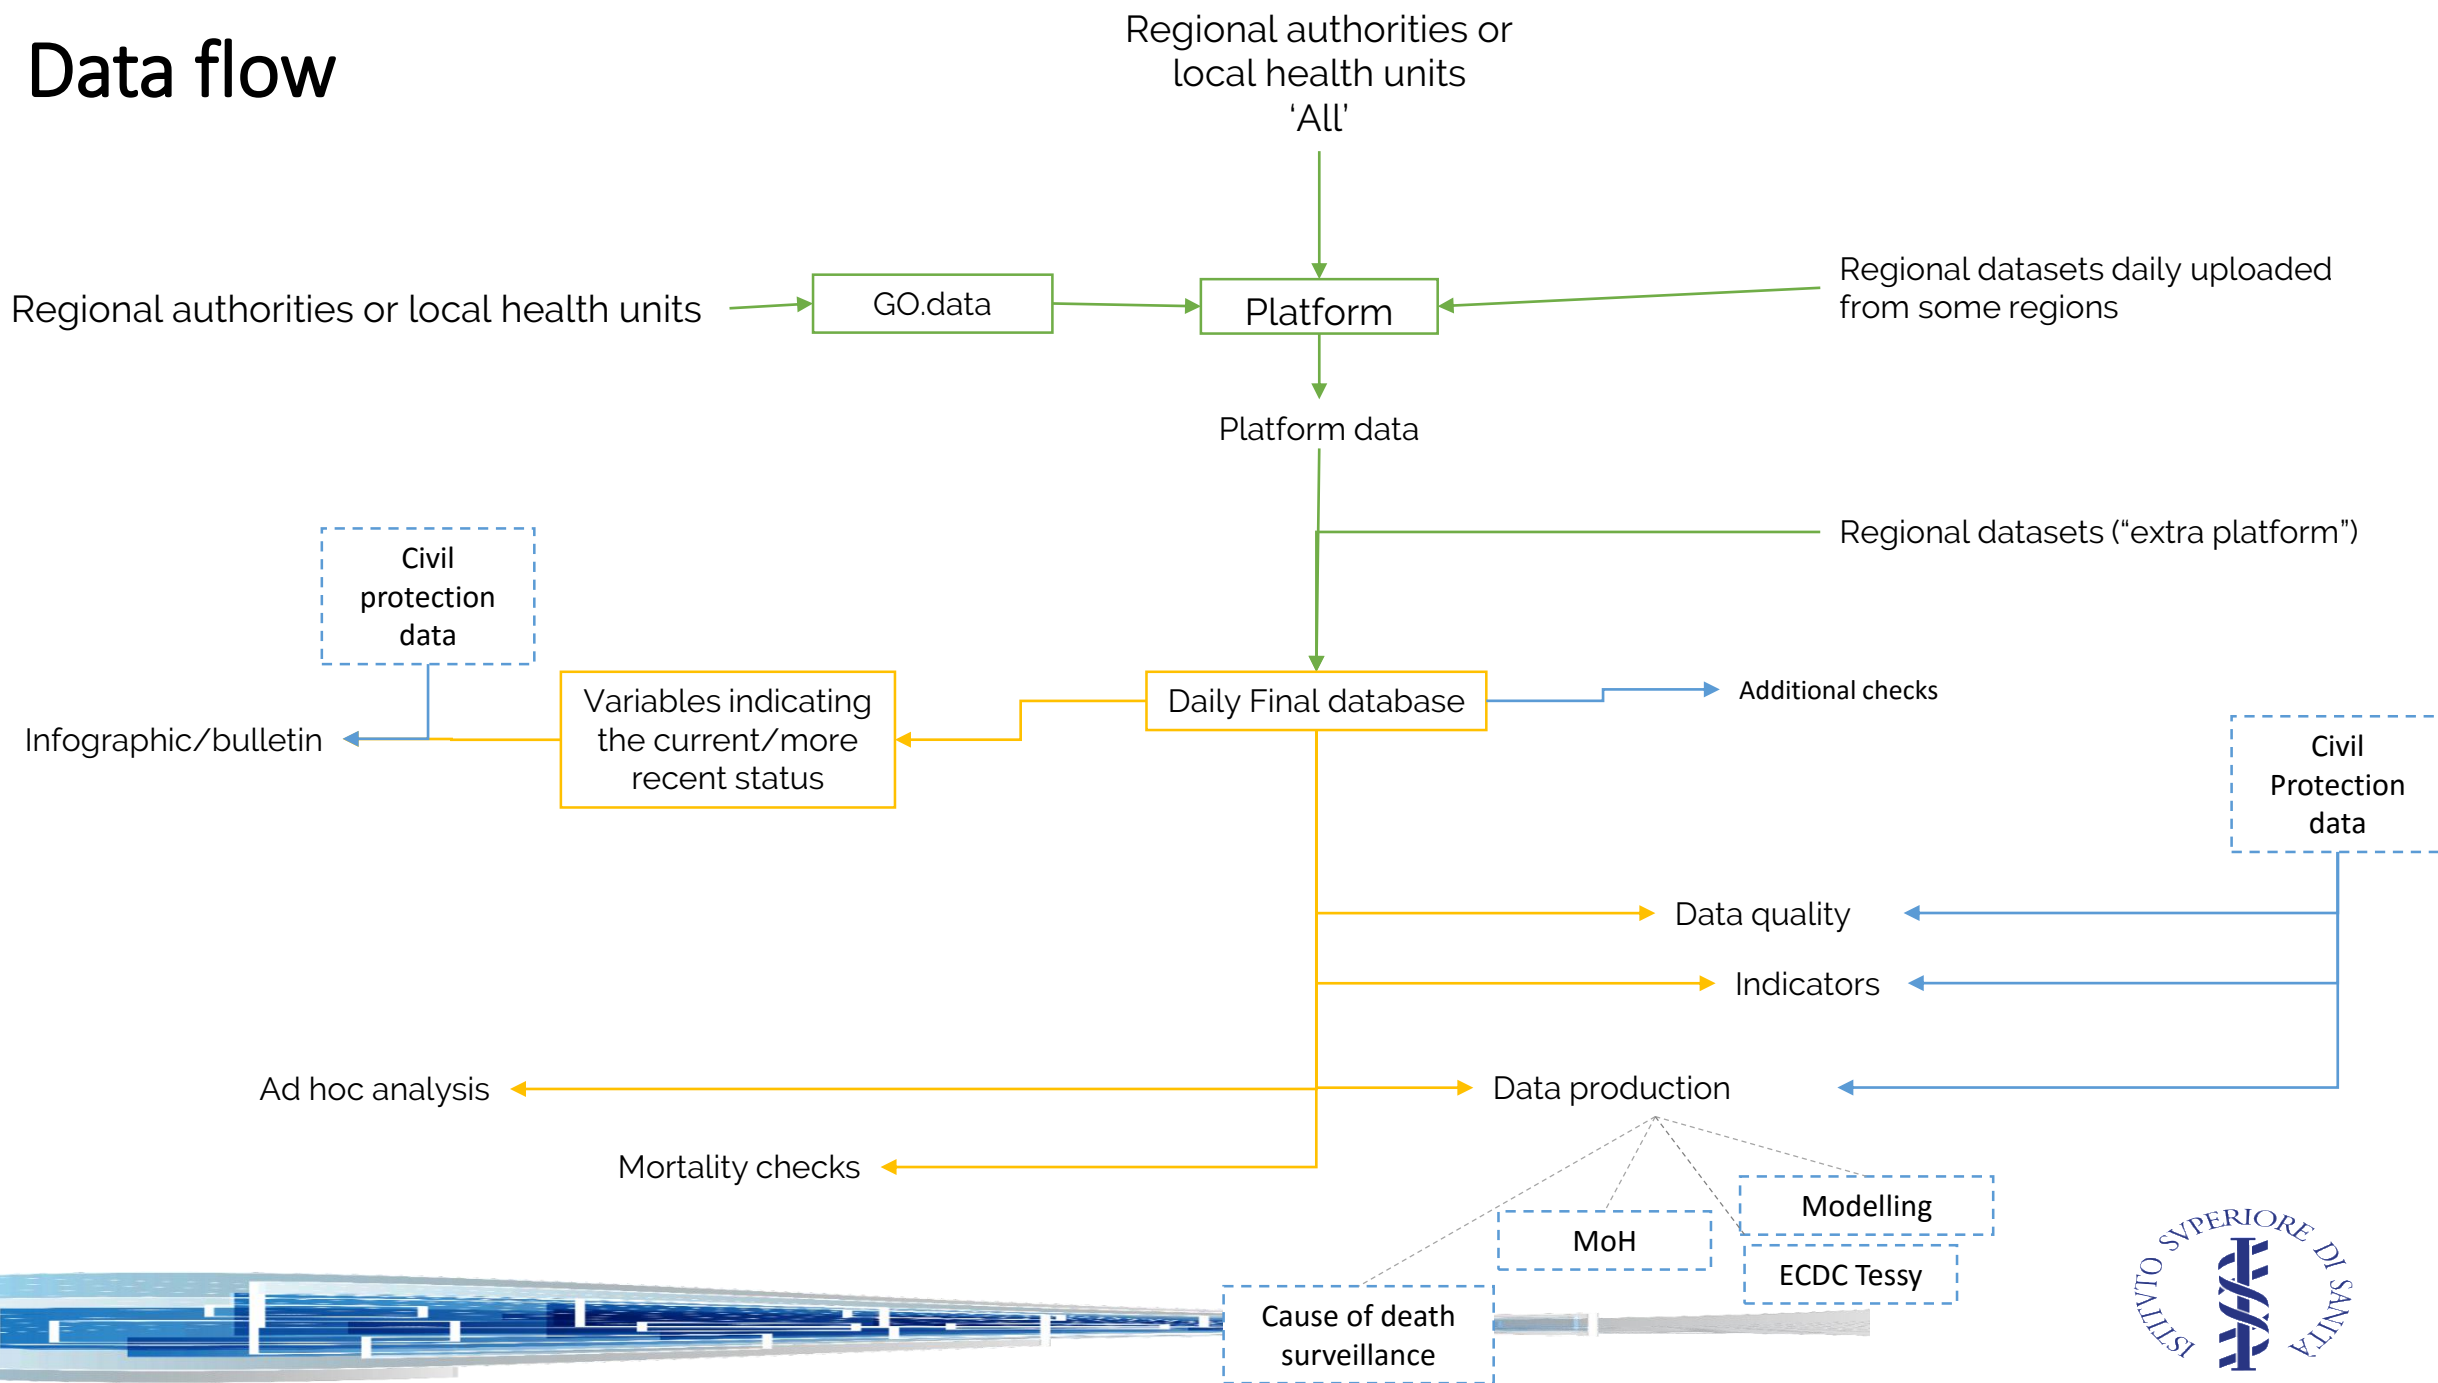 Data flow
Regional authorities or
local health units
‘All’
Regional authorities or local health units
GO.data
Platform
Regional datasets daily uploaded
from some regions
Platform data
Regional datasets (“extra platform”)
Civil
protection
data
Infographic/bulletin
Variables indicating
the current/more
recent status
Daily Final database
Additional checks
Civil
Protection
data
Data quality
Indicators
Ad hoc analysis
Data production
Mortality checks
Modelling
MoH
ECDC Tessy
Cause of death
surveillance
ISTITVTO SVPERIORE DI SANITÀ